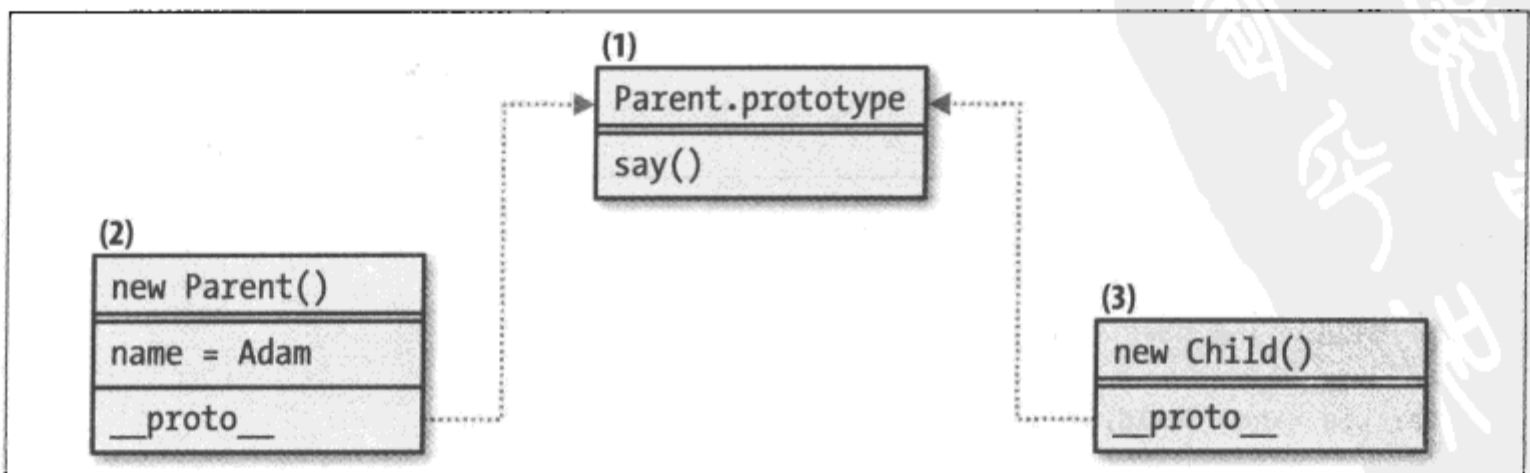 (1)
Parent.prototype
say()
(2)
new Parent()
name = Adam
__proto__
(3)
new Child()
__proto__